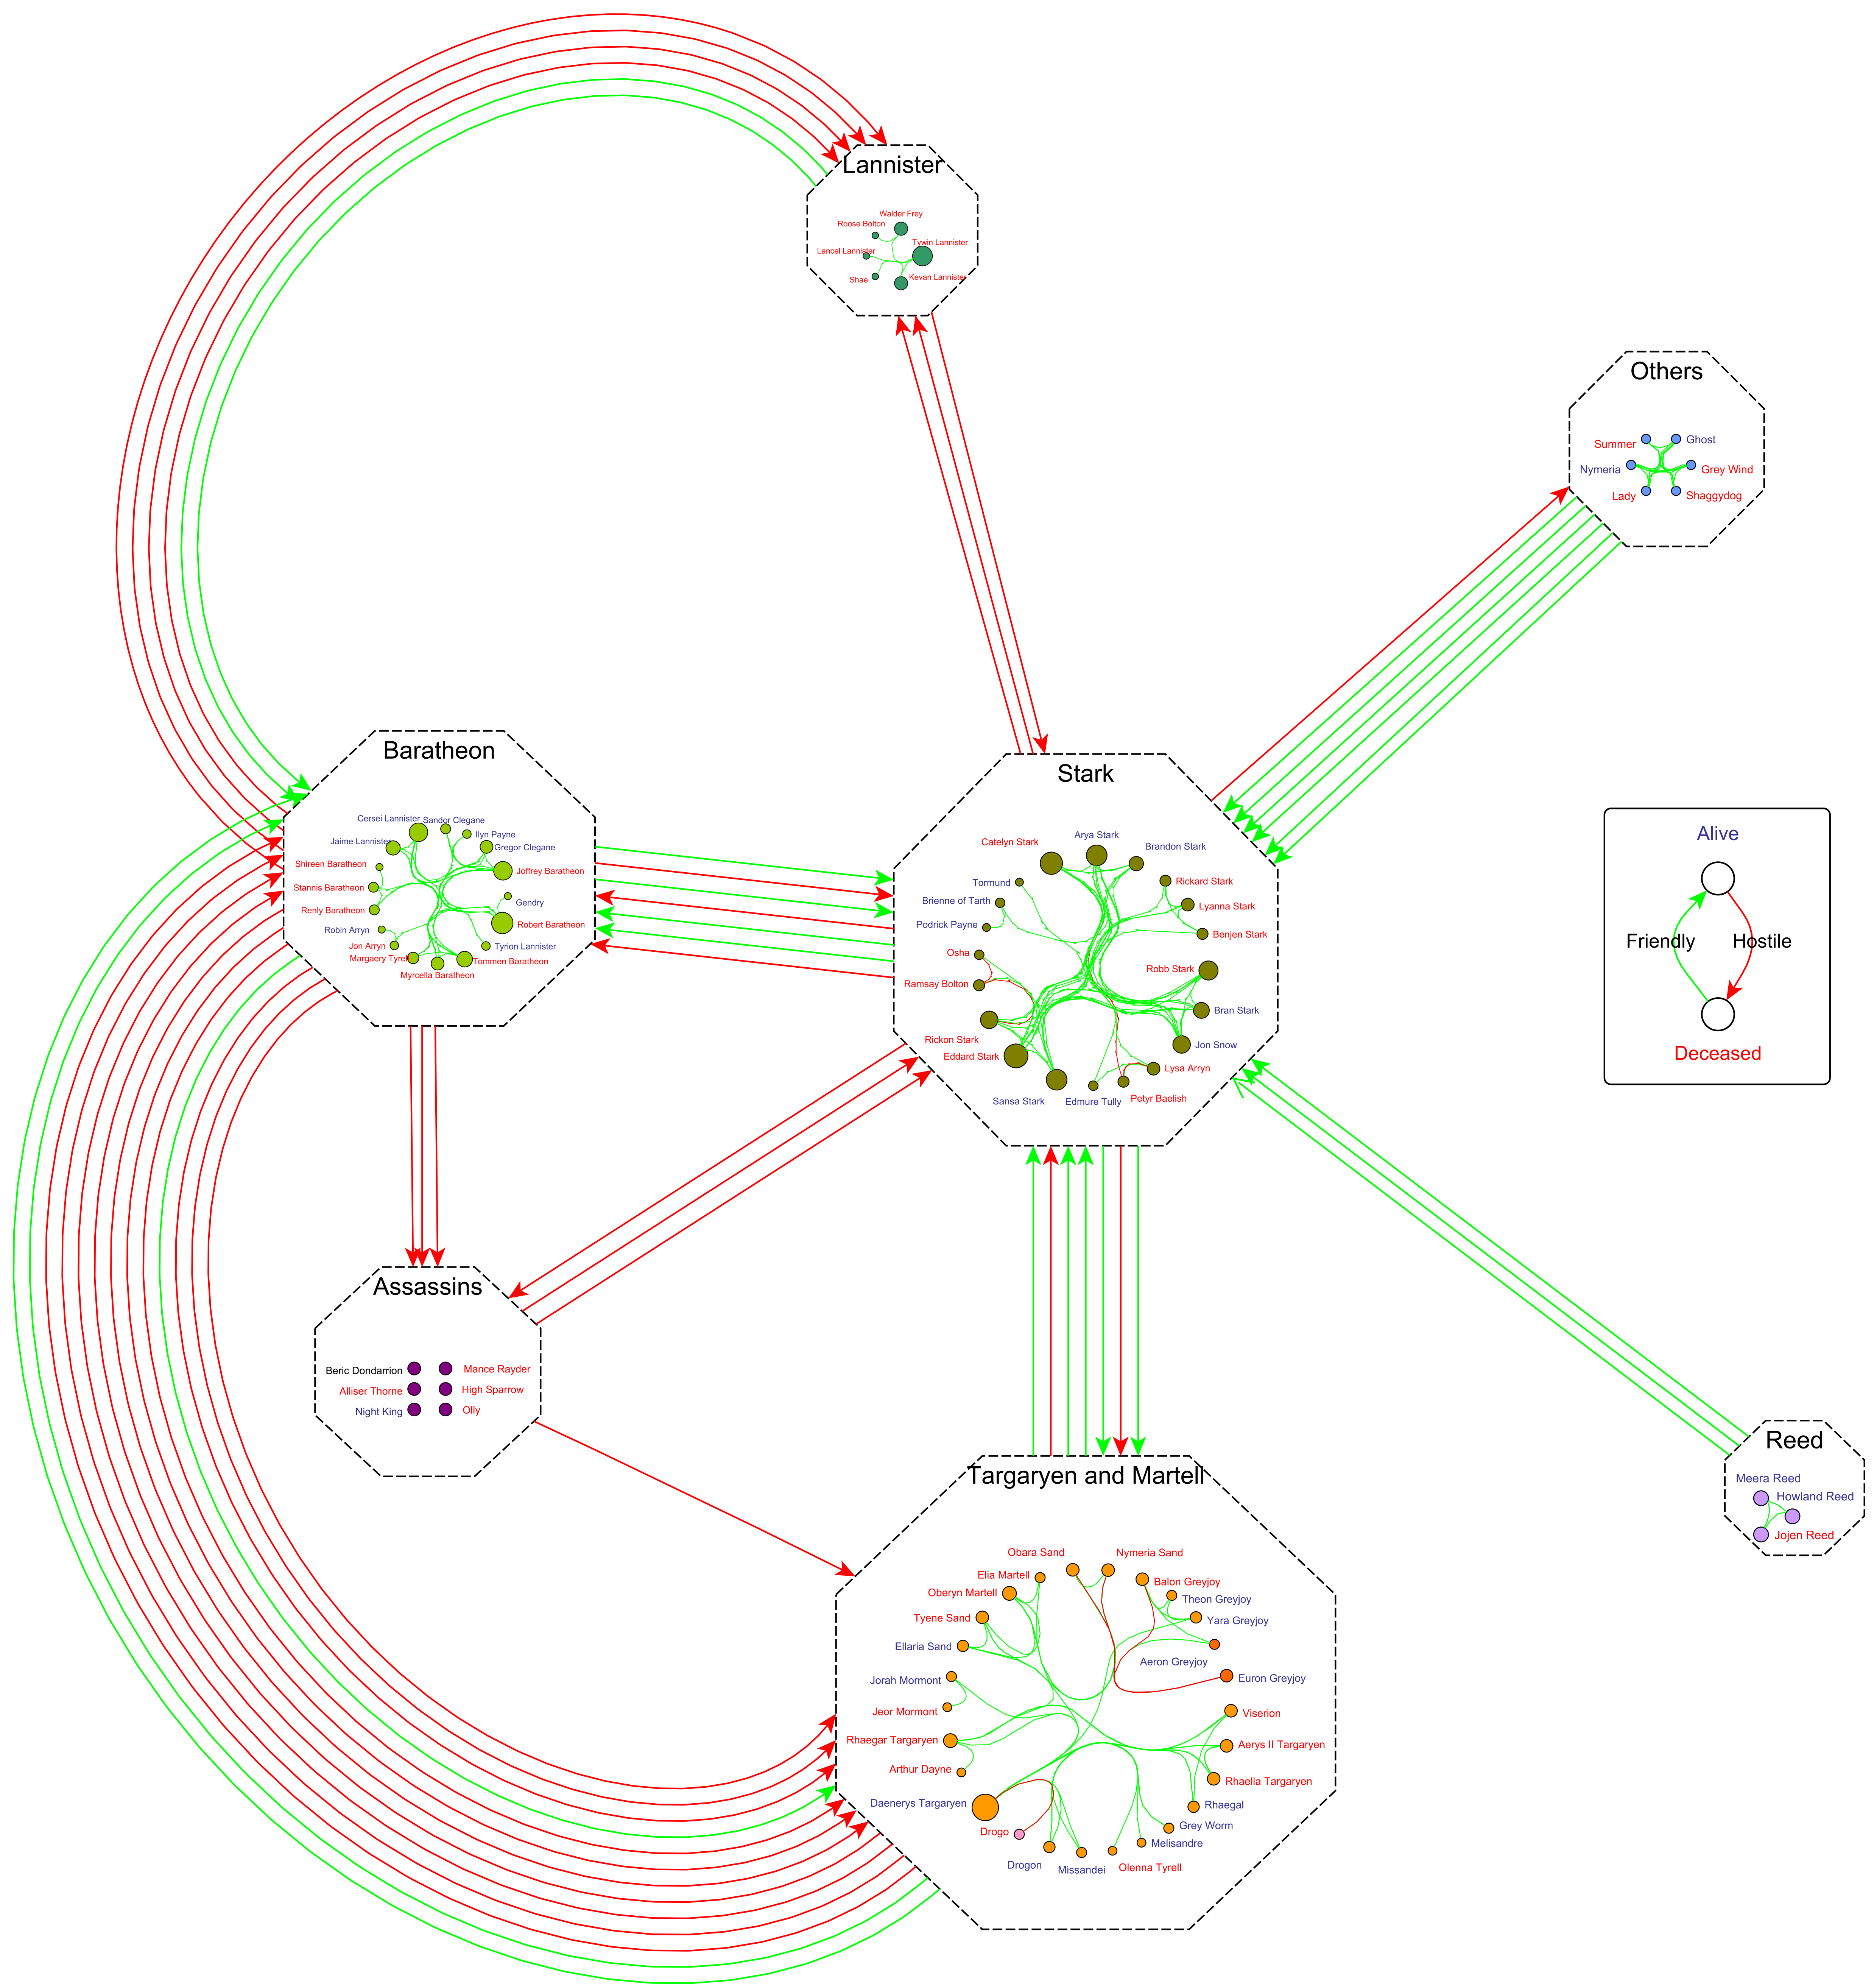 Lannister
Walder Frey
Roose Bolton
Tywin Lannister
Lancel Lannister
Shae
Kevan Lannister
Others
Summer
Ghost
Nymeria
Grey Wind
Lady
Shaggydog
Baratheon
Cersei Lannister
Sandor Clegane
Ilyn Payne
Jaime Lannister
Gregor Clegane
Shireen Baratheon
Joffrey Baratheon
Stannis Baratheon
Gendry
Renly Baratheon
Robert Baratheon
Robin Arryn
Jon Arryn
Tyrion Lannister
Margaery Tyrell
Tommen Baratheon
Myrcella Baratheon
Stark
Catelyn Stark
Arya Stark
Brandon Stark
Tormund
Rickard Stark
Brienne of Tarth
Lyanna Stark
Podrick Payne
Benjen Stark
Osha
Robb Stark
Ramsay Bolton
Bran Stark
Rickon Stark
Jon Snow
Eddard Stark
Lysa Arryn
Sansa Stark
Edmure Tully
Petyr Baelish
Alive
Friendly
Hostile
Deceased
Assassins
Beric Dondarrion
Mance Rayder
Alliser Thorne
High Sparrow
Night King
Olly
Reed
Meera Reed
Howland Reed
Jojen Reed
Targaryen and Martell
Obara Sand
Nymeria Sand
Elia Martell
Balon Greyjoy
Oberyn Martell
Theon Greyjoy
Tyene Sand
Yara Greyjoy
Ellaria Sand
Aeron Greyjoy
Jorah Mormont
Euron Greyjoy
Jeor Mormont
Viserion
Rhaegar Targaryen
Aerys II Targaryen
Arthur Dayne
Rhaella Targaryen
Daenerys Targaryen
Rhaegal
Drogo
Grey Worm
Melisandre
Drogon
Missandei
Olenna Tyrell